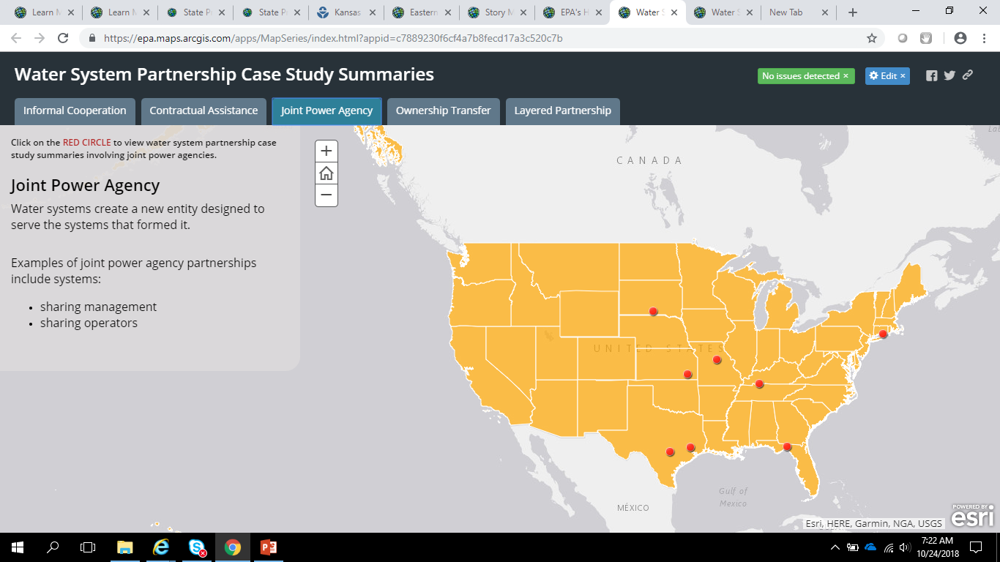 Learn M
Learn M
State P
State P
Kansas
Eastern
Story M
EPA's H
Water S
Water S
New Tab
https://epa.maps.arcgis.com/apps/MapSeries/index.html?appid=c7889230f6cf4a7b8fecd17a3c520c7b
Water System Partnership Case Study Summaries
No issues detected ×
Edit ×
Informal Cooperation
Contractual Assistance
Joint Power Agency
Ownership Transfer
Layered Partnership
Click on the RED CIRCLE to view water system partnership case
study summaries involving joint power agencies.
Joint Power Agency
Water systems create a new entity designed to
serve the systems that formed it.
Examples of joint power agency partnerships
include systems:
• sharing management
• sharing operators
+
−
CANADA
La
UNITED STATES
Gulf of
Mexico
MÉXICO
POWERED BY
esri
Esri, HERE, Garmin, NGA, USGS
7:22 AM
10/24/2018